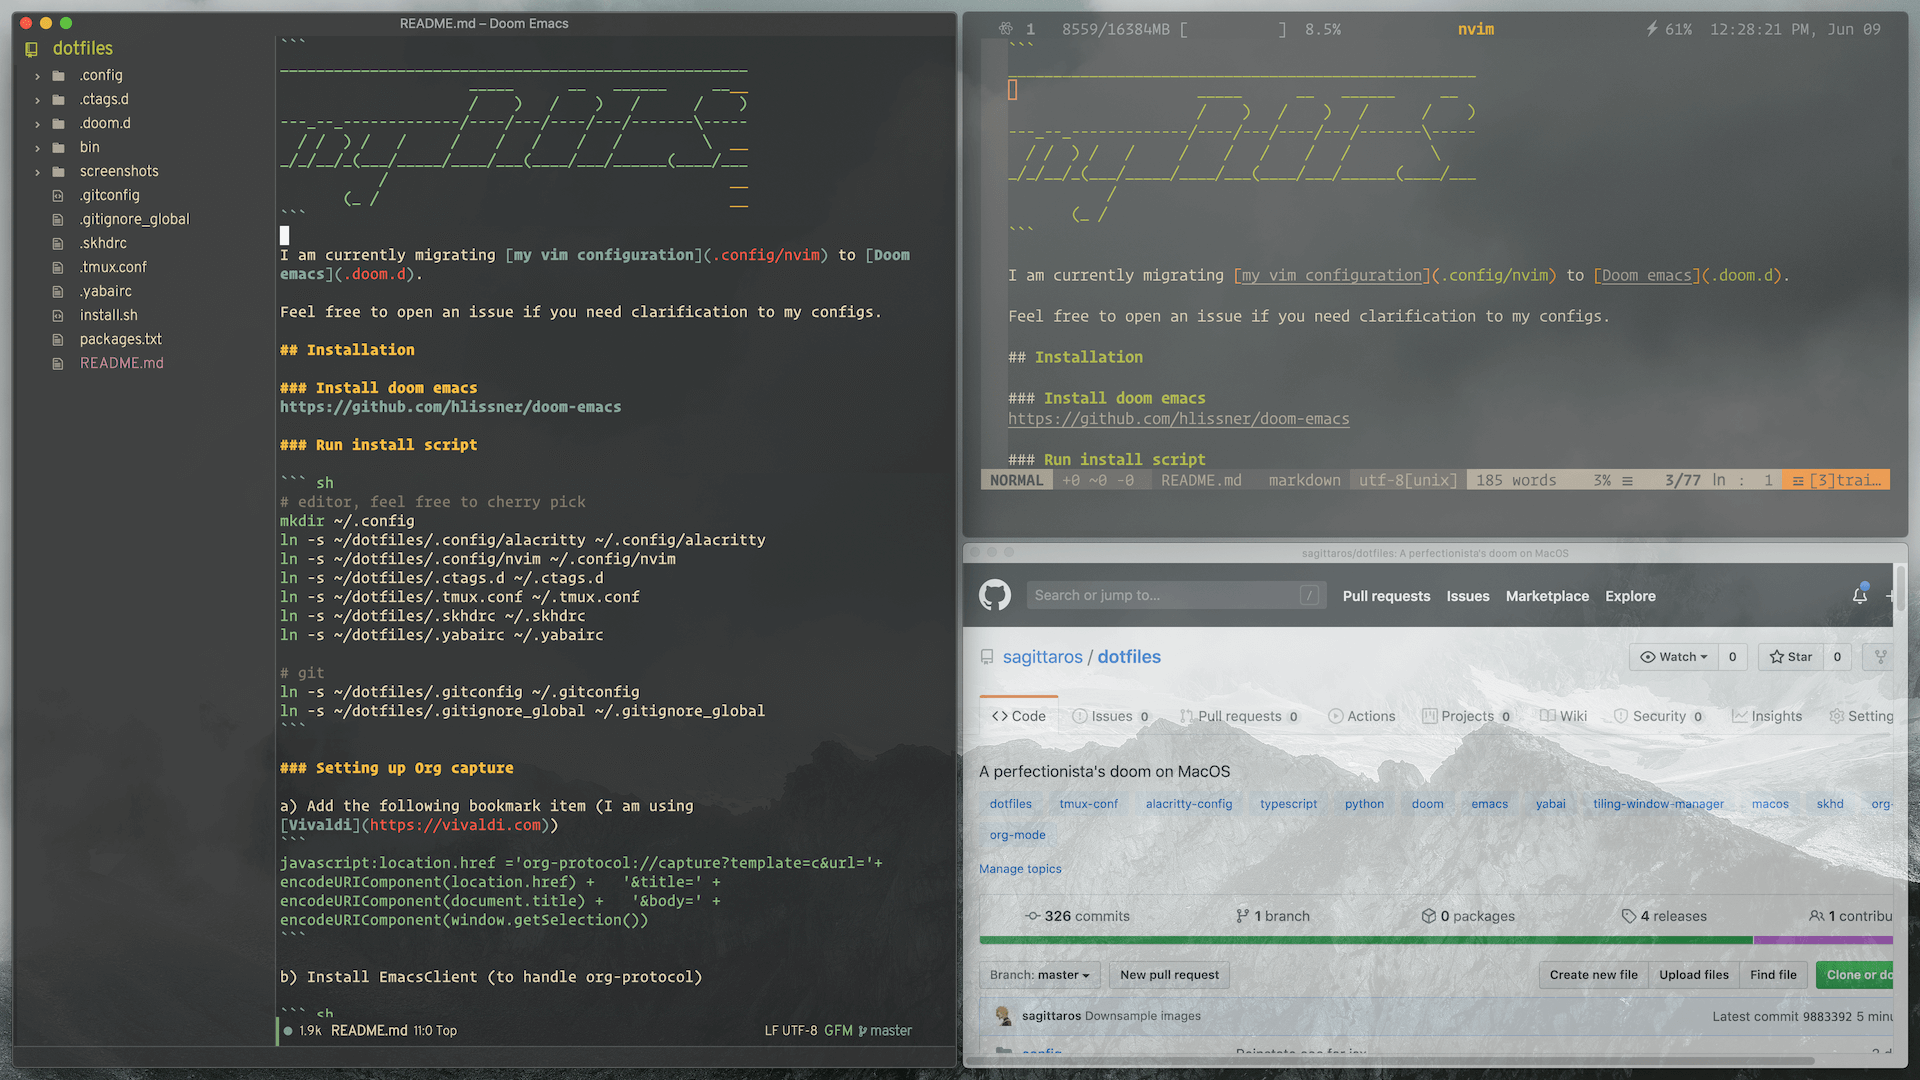 README.md – Doom Emacs
dotfiles
.config
.ctags.d
.doom.d
bin
screenshots
.gitconfig
.gitignore_global
.skhdrc
.tmux.conf
.yabairc
install.sh
packages.txt
README.md
```
my DOTS
```
I am currently migrating [my vim configuration](.config/nvim) to [Doom
emacs](.doom.d).
Feel free to open an issue if you need clarification to my configs.
## Installation
### Install doom emacs
https://github.com/hlissner/doom-emacs
### Run install script
``` sh
# editor, feel free to cherry pick
mkdir ~/.config
ln -s ~/dotfiles/.config/alacritty ~/.config/alacritty
ln -s ~/dotfiles/.config/nvim ~/.config/nvim
ln -s ~/dotfiles/.ctags.d ~/.ctags.d
ln -s ~/dotfiles/.tmux.conf ~/.tmux.conf
ln -s ~/dotfiles/.skhdrc ~/.skhdrc
ln -s ~/dotfiles/.yabairc ~/.yabairc
# git
ln -s ~/dotfiles/.gitconfig ~/.gitconfig
ln -s ~/dotfiles/.gitignore_global ~/.gitignore_global
```
### Setting up Org capture
a) Add the following bookmark item (I am using
[Vivaldi](https://vivaldi.com))
```
javascript:location.href ='org-protocol://capture?template=c&url='+
encodeURIComponent(location.href) +   '&title=' +
encodeURIComponent(document.title) +   '&body=' +
encodeURIComponent(window.getSelection())
```
b) Install EmacsClient (to handle org-protocol)
``` sh
1.9k README.md 11:0 Top LF UTF-8 GFM master
1 8559/16384MB [ ] 8.5% nvim 61% 12:28:21 PM, Jun 09
```
my DOTS
```
I am currently migrating [my vim configuration](.config/nvim) to [Doom emacs](.doom.d).
Feel free to open an issue if you need clarification to my configs.
## Installation
### Install doom emacs
https://github.com/hlissner/doom-emacs
### Run install script
NORMAL +0 ~0 -0 README.md markdown utf-8[unix] 185 words 3% ≡ 3/77 ln : 1 ☲ [3]trai…
sagittaros/dotfiles: A perfectionista's doom on MacOS
Search or jump to... / Pull requests Issues Marketplace Explore
sagittaros / dotfiles Watch 0 Star 0
Code Issues 0 Pull requests 0 Actions Projects 0 Wiki Security 0 Insights Setting
A perfectionista's doom on MacOS
dotfiles tmux-conf alacritty-config typescript python doom emacs yabai tiling-window-manager macos skhd org-
org-mode
Manage topics
326 commits 1 branch 0 packages 4 releases 1 contribu
Branch: master New pull request Create new file Upload files Find file Clone or do
sagittaros Downsample images Latest commit 9883392 5 minu